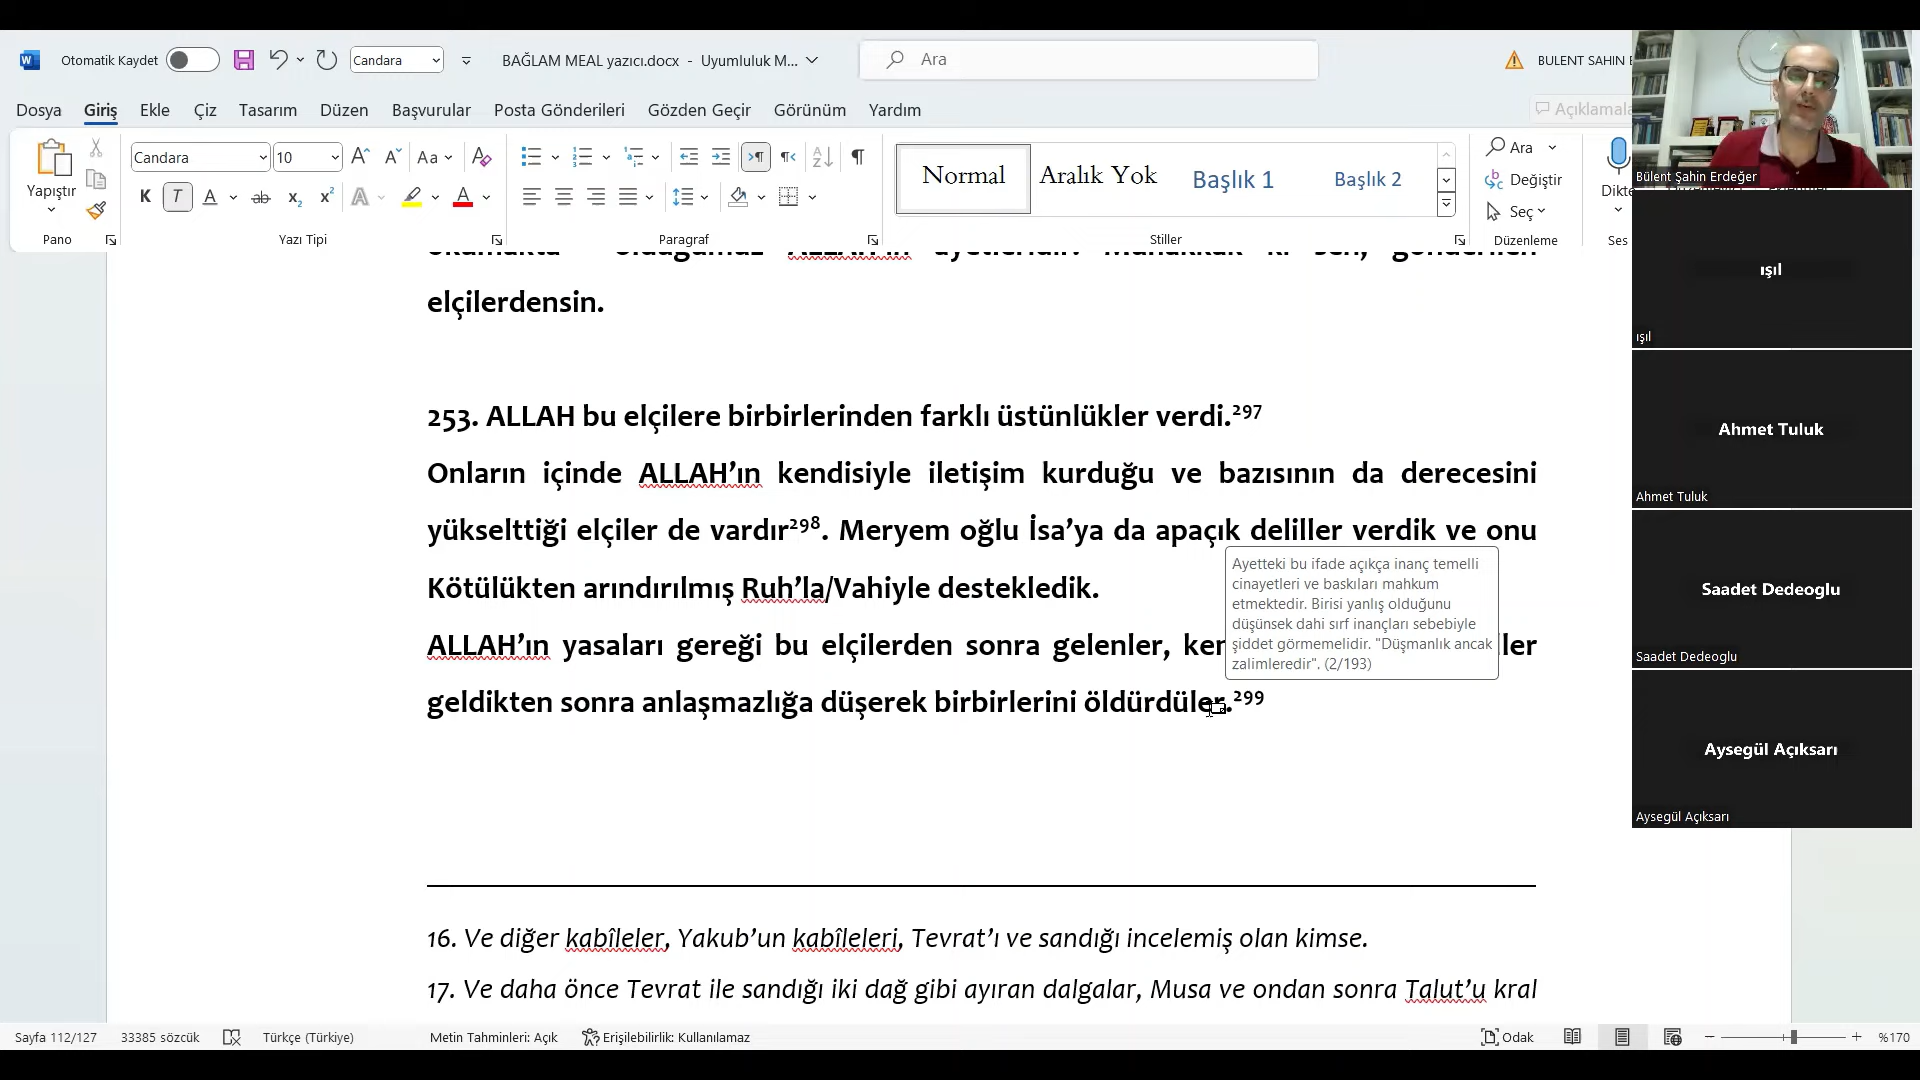 Otomatik Kaydet
Candara
BAĞLAM MEAL yazıcı.docx - Uyumluluk M...
Ara
BULENT SAHIN
Dosya Giriş Ekle Çiz Tasarım Düzen Başvurular Posta Gönderileri Gözden Geçir Görünüm Yardım
Açıklamala
Yapıştır
Candara 10
Normal
Aralık Yok
Başlık 1
Başlık 2
Ara
Değiştir
Seç
Dikte
Pano
Yazı Tipi
Paragraf
Stiller
Düzenleme
Ses
elçilerdensin.
253. ALLAH bu elçilere birbirlerinden farklı üstünlükler verdi.297
Onların içinde ALLAH’ın kendisiyle iletişim kurduğu ve bazısının da derecesini
yükselttiği elçiler de vardır298. Meryem oğlu İsa’ya da apaçık deliller verdik ve onu
Kötülükten arındırılmış Ruh’la/Vahiyle destekledik.
ALLAH’ın yasaları gereği bu elçilerden sonra gelenler,
geldikten sonra anlaşmazlığa düşerek birbirlerini öldürdüler.299
Ayetteki bu ifade açıkça inanç temelli
cinayetleri ve baskıları mahkum
etmektedir. Birisi yanlış olduğunu
düşünsek dahi sırf inançları sebebiyle
şiddet görmemelidir. "Düşmanlık ancak
zalimleredir". (2/193)
16. Ve diğer kabîleler, Yakub’un kabîleleri, Tevrat’ı ve sandığı incelemiş olan kimse.
17. Ve daha önce Tevrat ile sandığı iki dağ gibi ayıran dalgalar, Musa ve ondan sonra Talut’u kral
Sayfa 112/127
33385 sözcük
Türkçe (Türkiye)
Metin Tahminleri: Açık
Erişilebilirlik: Kullanılamaz
Odak
%170
Bülent Şahin Erdeğer
ışıl
ışıl
Ahmet Tuluk
Ahmet Tuluk
Saadet Dedeoglu
Saadet Dedeoglu
Aysegül Açıksarı
Aysegül Açıksarı